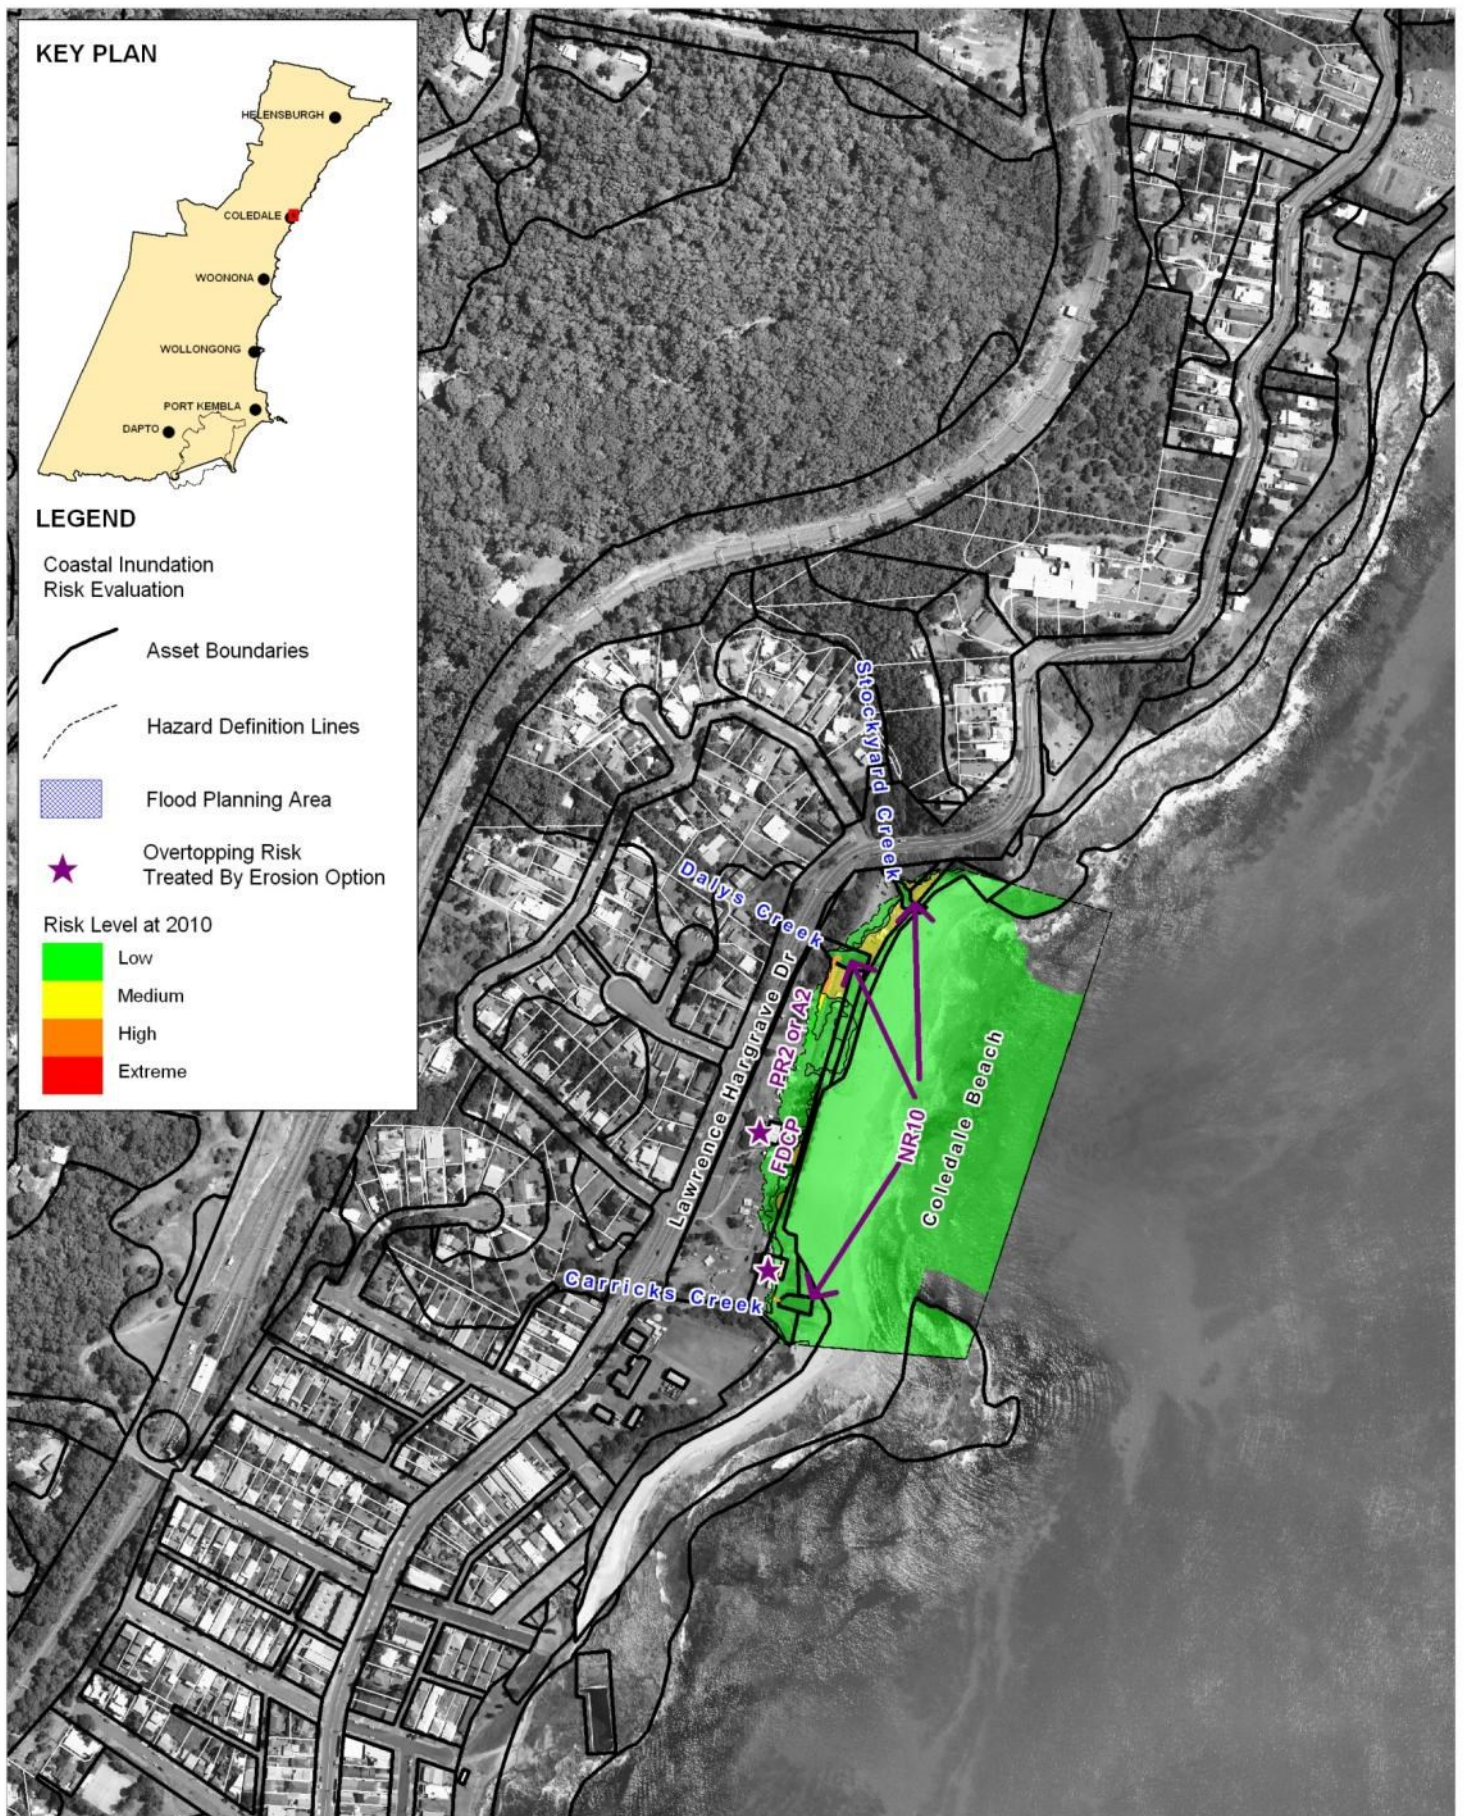 KEY PLAN
HELENSBURGH
COLEDALE
WOONONA
WOLLONGONG
PORT KEMBLA
DAPTO
LEGEND
Coastal Inundation
Risk Evaluation
Asset Boundaries
Hazard Definition Lines
Flood Planning Area
Overtopping Risk
Treated By Erosion Option
Risk Level at 2010
Low
Medium
High
Extreme
Stockyard Creek
Dalys Creek
Lawrence Hargrave Dr
PR2 or A2
FDCP
NR10
Coledale Beach
Carricks Creek